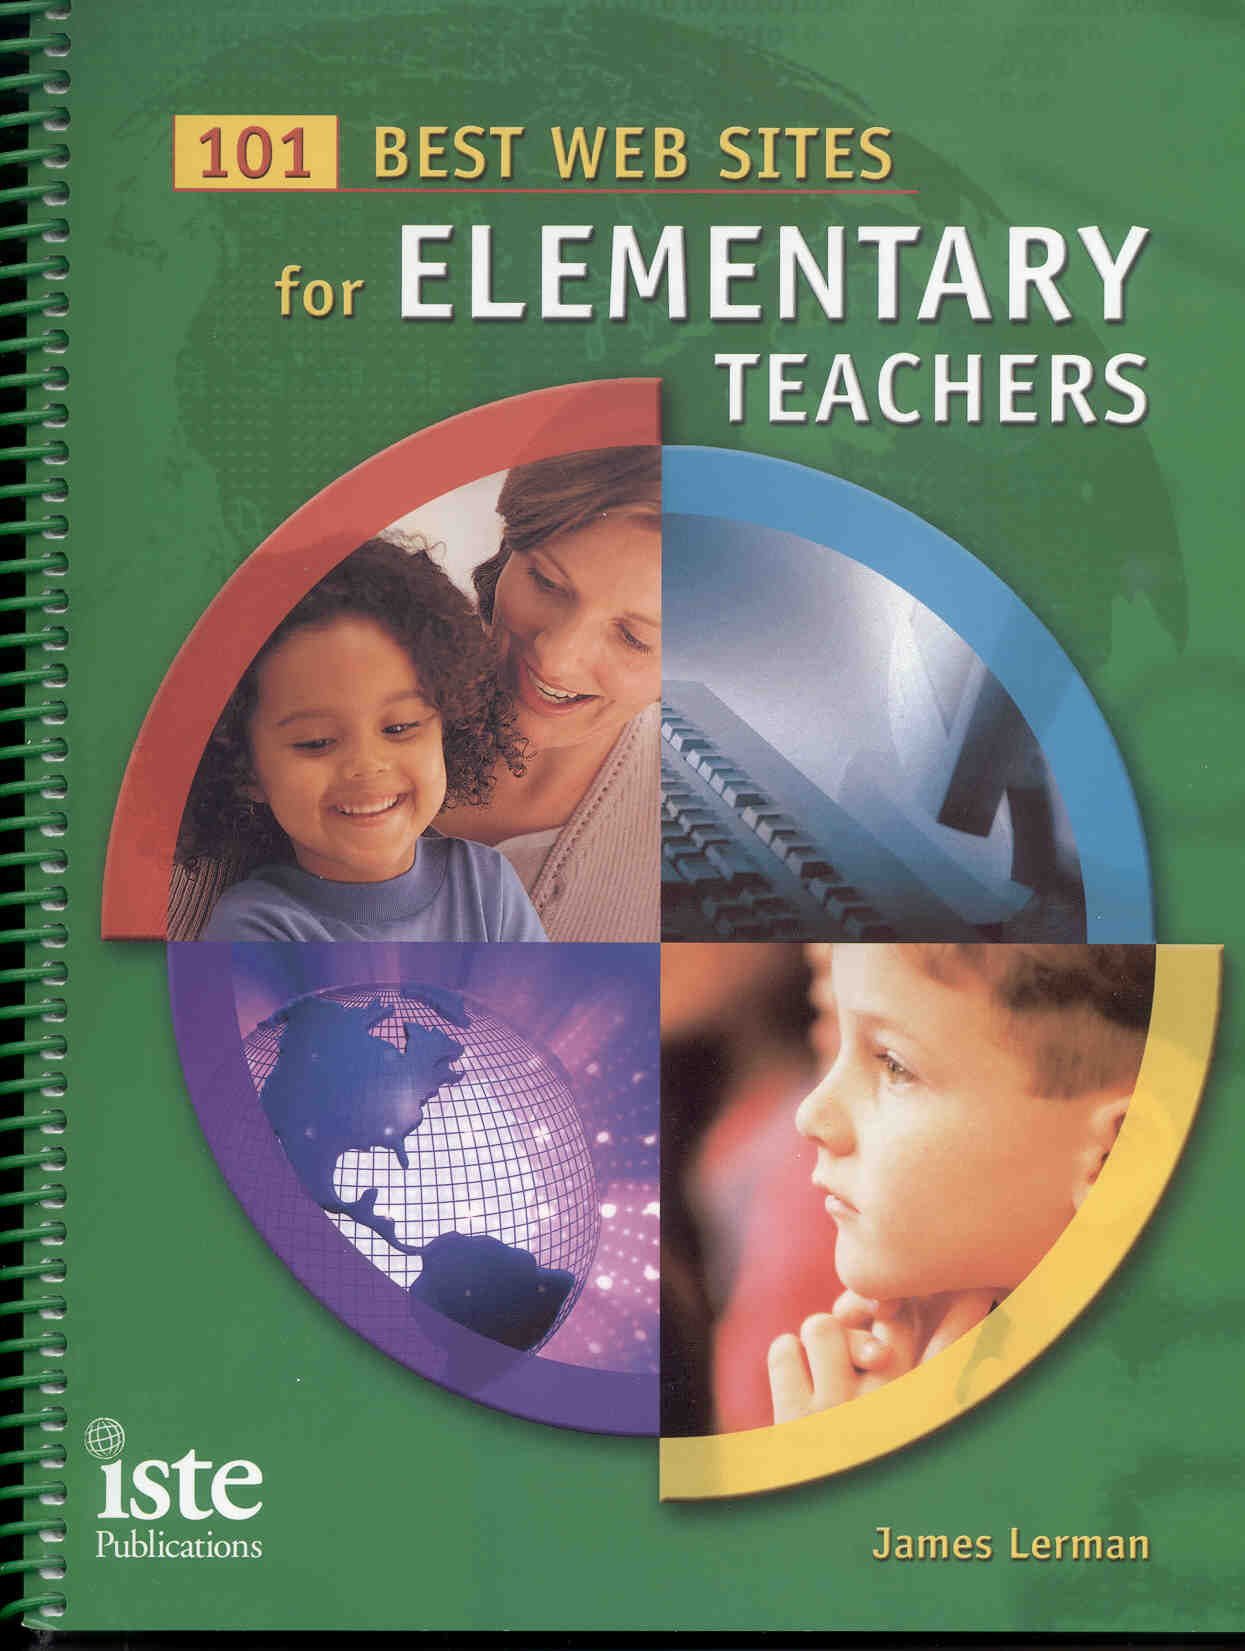 101 BEST WEB SITES
for ELEMENTARY
TEACHERS
iste
Publications
James Lerman